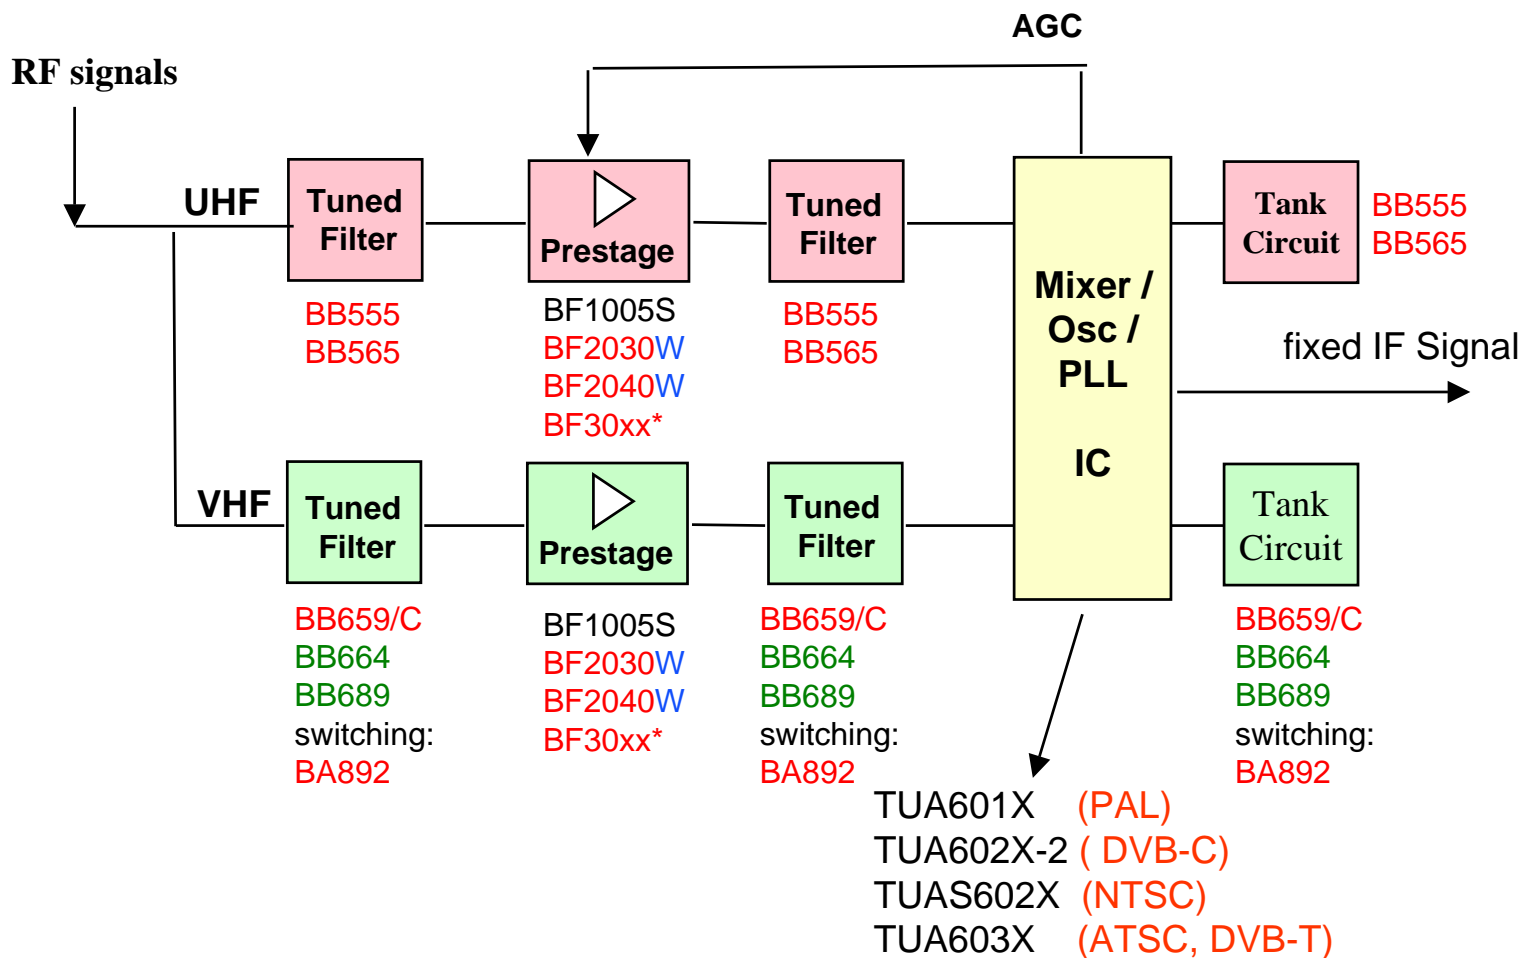 AGC
RF signals
UHF
Tuned
Filter
Prestage
Tuned
Filter
Mixer /
Osc /
PLL
IC
Tank
Circuit
BB555
BB565
BB555
BB565
BF1005S
BF2030W
BF2040W
BF30xx*
BB555
BB565
fixed IF Signal
VHF
Tuned
Filter
Prestage
Tuned
Filter
Tank
Circuit
BB659/C
BB664
BB689
switching:
BA892
BF1005S
BF2030W
BF2040W
BF30xx*
BB659/C
BB664
BB689
switching:
BA892
BB659/C
BB664
BB689
switching:
BA892
TUA601X (PAL)
TUA602X-2 ( DVB-C)
TUAS602X (NTSC)
TUA603X (ATSC, DVB-T)